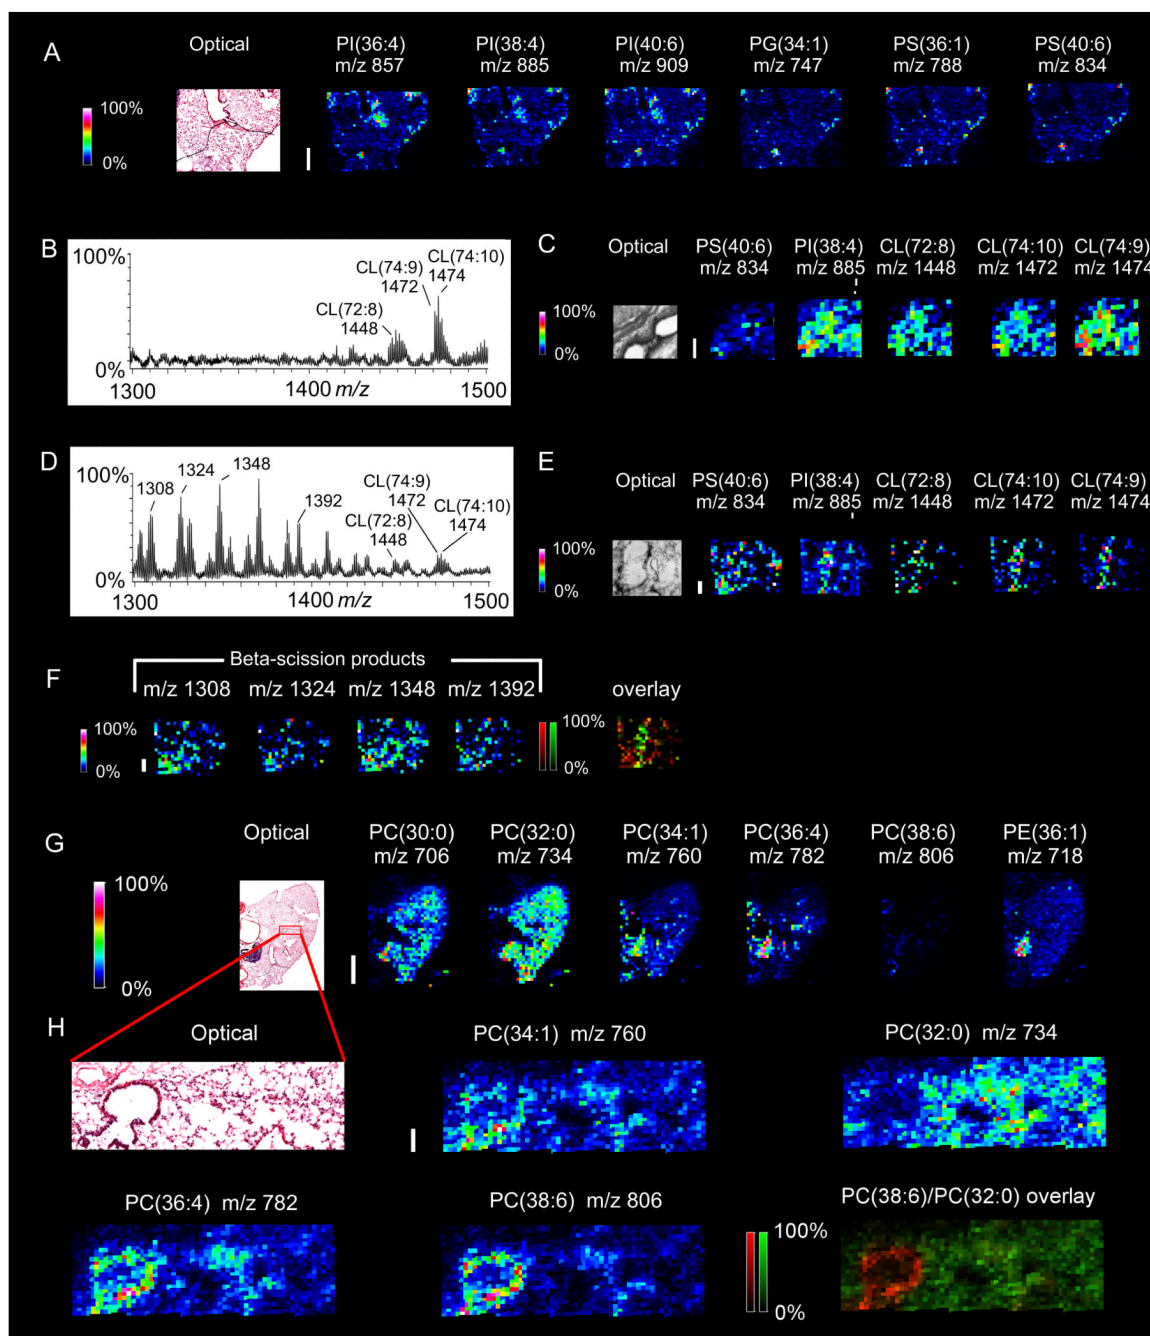 A
Optical
PI(36:4)
m/z 857
PI(38:4)
m/z 885
PI(40:6)
m/z 909
PG(34:1)
m/z 747
PS(36:1)
m/z 788
PS(40:6)
m/z 834
100%
0%
B
100%
0%
CL(72:8)
1448
CL(74:9)
1472
CL(74:10)
1474
1300
1400 m/z
1500
C
Optical
PS(40:6)
m/z 834
PI(38:4)
m/z 885
CL(72:8)
m/z 1448
CL(74:10)
m/z 1472
CL(74:9)
m/z 1474
100%
0%
D
100%
0%
1308
1324
1348
1392
CL(72:8)
1448
CL(74:9)
1472
CL(74:10)
1474
1300
1400 m/z
1500
E
Optical
PS(40:6)
m/z 834
PI(38:4)
m/z 885
CL(72:8)
m/z 1448
CL(74:10)
m/z 1472
CL(74:9)
m/z 1474
100%
0%
F
Beta-scission products
m/z 1308
m/z 1324
m/z 1348
m/z 1392
overlay
100%
0%
100%
0%
G
Optical
PC(30:0)
m/z 706
PC(32:0)
m/z 734
PC(34:1)
m/z 760
PC(36:4)
m/z 782
PC(38:6)
m/z 806
PE(36:1)
m/z 718
100%
0%
H
Optical
PC(34:1) m/z 760
PC(32:0) m/z 734
PC(36:4) m/z 782
PC(38:6) m/z 806
PC(38:6)/PC(32:0) overlay
100%
0%